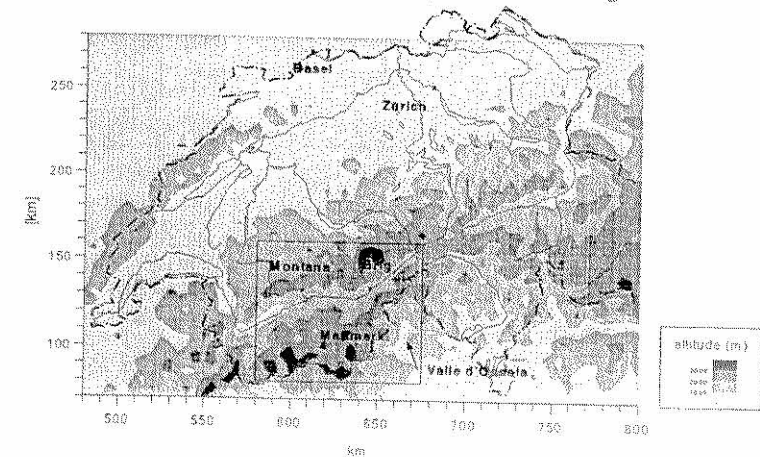 250
Basel
Zürich
200
[km]
150
Montana
Brig
100
Mattmark
Valle d'Ossola
altitude (m)
500
550
600
650
700
750
800
km